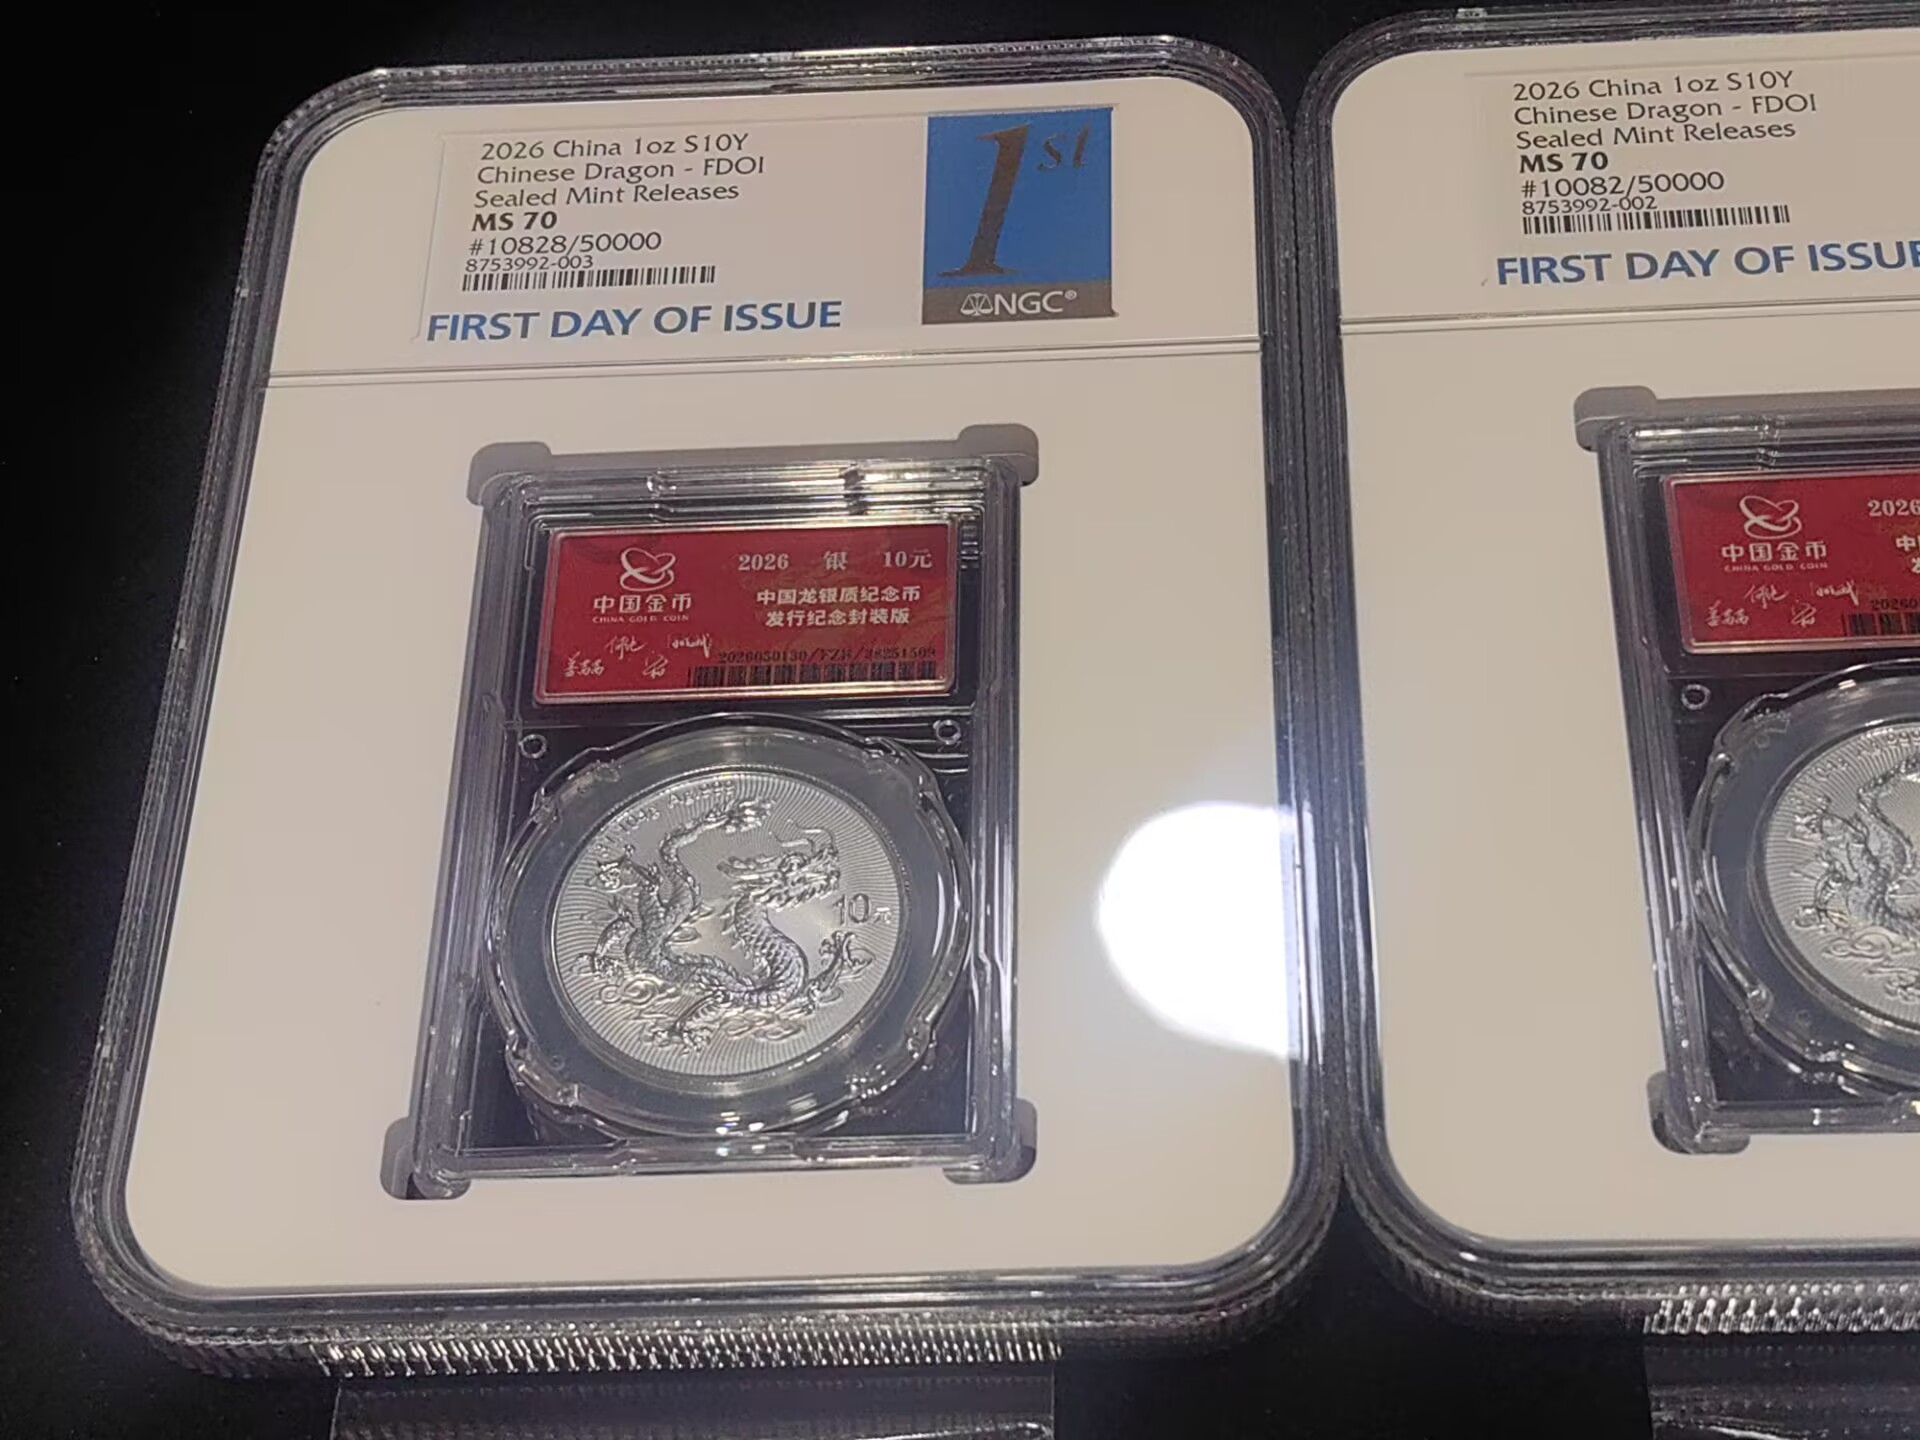 2026 China 1oz S10Y
Chinese Dragon - FDOI
Sealed Mint Releases
MS 70
#10828/50000
8753992-003
FIRST DAY OF ISSUE
1st
NGC®
中国金币
CHINA GOLD COIN
2026 银 10元
中国龙银质纪念币
发行纪念封装版
10元
2026 China 1oz S10Y
Chinese Dragon - FDOI
Sealed Mint Releases
MS 70
#10082/50000
8753992-002
FIRST DAY OF ISSUE
中国金币
CHINA GOLD COIN
2026